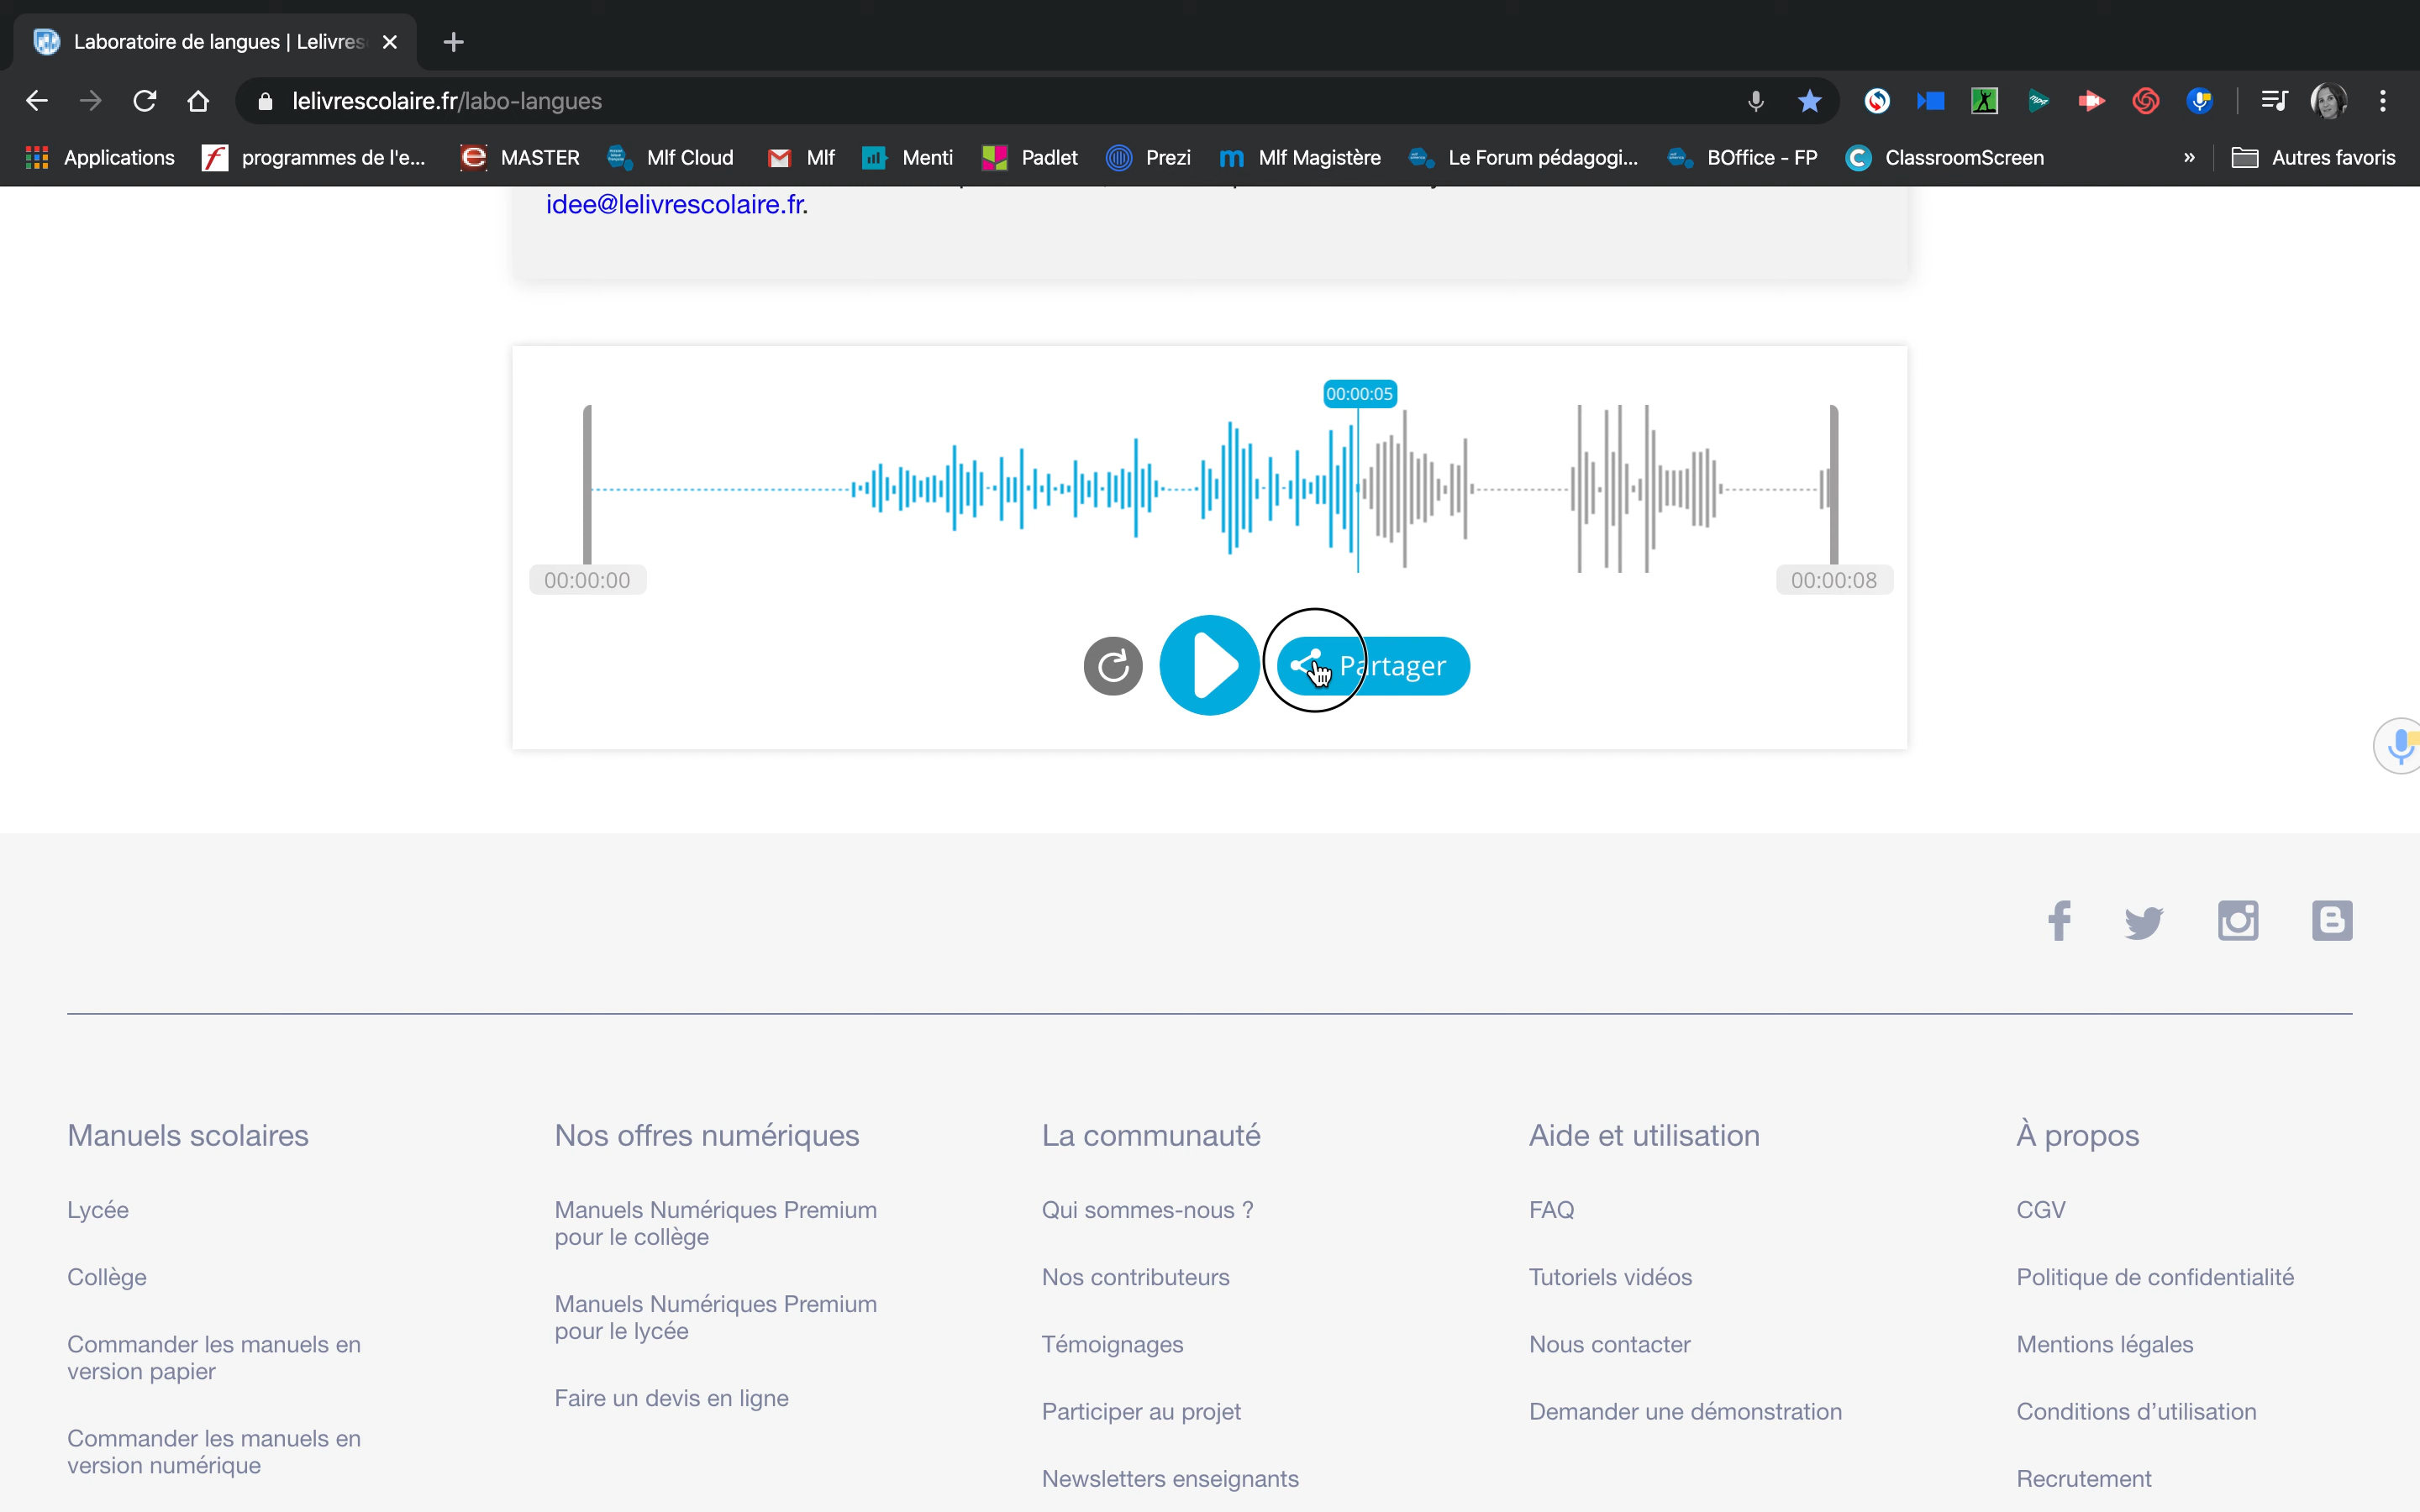 Laboratoire de langues | Lelivres
lelivrescolaire.fr/labo-langues
Applications programmes de l'e... MASTER Mlf Cloud Mlf Menti Padlet Prezi Mlf Magistère Le Forum pédagogi... BOffice - FP ClassroomScreen » Autres favoris
idee@lelivrescolaire.fr.
00:00:05
00:00:00
00:00:08
Partager
Manuels scolaires
Lycée
Collège
Commander les manuels en
version papier
Commander les manuels en
version numérique
Nos offres numériques
Manuels Numériques Premium
pour le collège
Manuels Numériques Premium
pour le lycée
Faire un devis en ligne
La communauté
Qui sommes-nous ?
Nos contributeurs
Témoignages
Participer au projet
Newsletters enseignants
Aide et utilisation
FAQ
Tutoriels vidéos
Nous contacter
Demander une démonstration
À propos
CGV
Politique de confidentialité
Mentions légales
Conditions d'utilisation
Recrutement